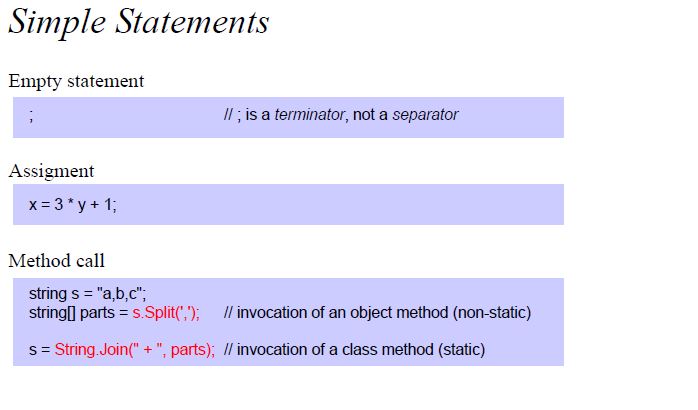 Simple Statements
Empty statement
; // ; is a terminator, not a separator
Assigment
x = 3 * y + 1;
Method call
string s = "a,b,c";
string[] parts = s.Split(','); // invocation of an object method (non-static)
s = String.Join(" + ", parts); // invocation of a class method (static)